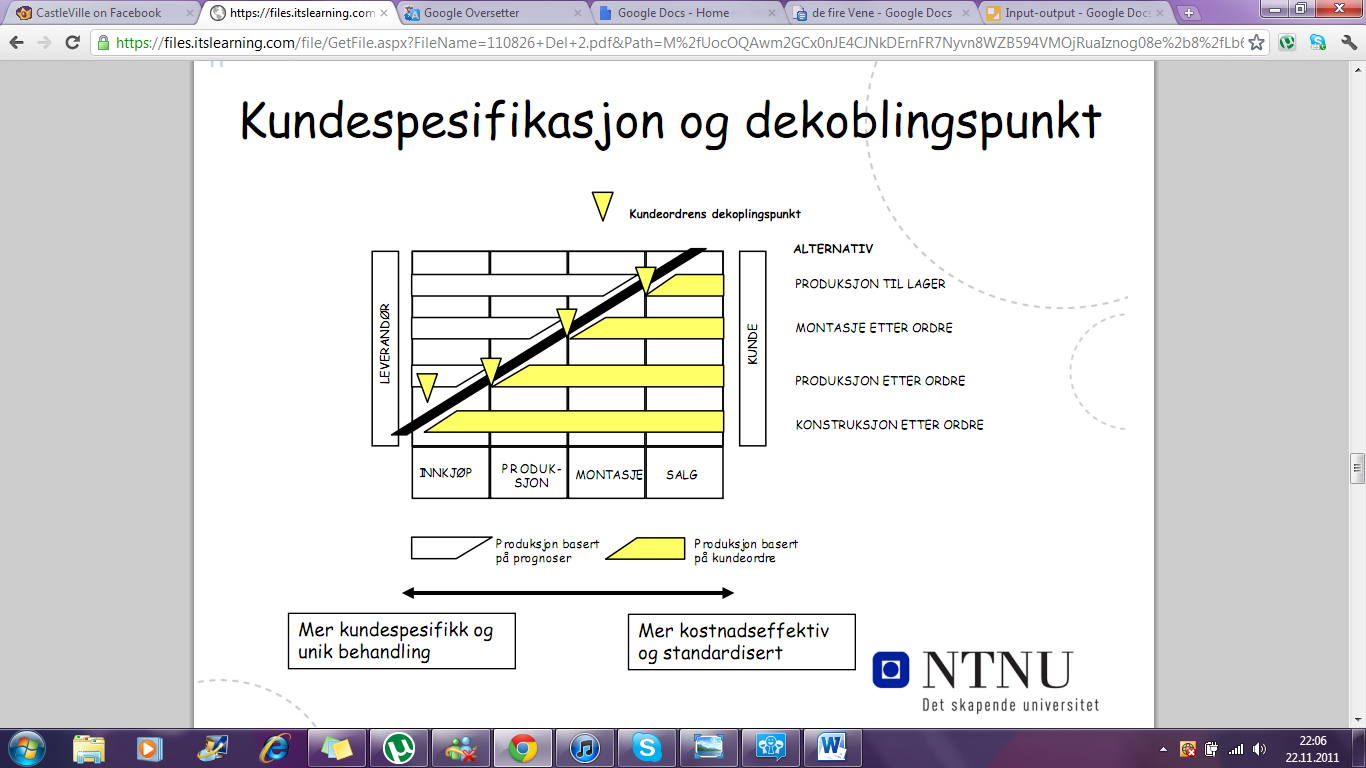 CastleVille on Facebook
https://files.itslearning.com
Google Oversetter
Google Docs - Home
de fire Vene - Google Docs
Input-output - Google Docs
https://files.itslearning.com/file/GetFile.aspx?FileName=110826+Del+2.pdf&Path=M%2fUocOQAwm2GCx0nJE4CJNkDErnFR7Nyvn8WZB594VMOjRuaIznog08e%2b8%2fLb6
Kundespesifikasjon og dekoblingspunkt
Kundeordrens dekoplingspunkt
ALTERNATIV
PRODUKSJON TIL LAGER
MONTASJE ETTER ORDRE
PRODUKSJON ETTER ORDRE
KONSTRUKSJON ETTER ORDRE
LEVERANDØR
KUNDE
INNKJØP
PRODUK-
SJON
MONTASJE
SALG
Produksjon basert
på prognoser
Produksjon basert
på kundeordre
Mer kundespesifikk og
unik behandling
Mer kostnadseffektiv
og standardisert
NTNU
Det skapende universitet
22:06
22.11.2011